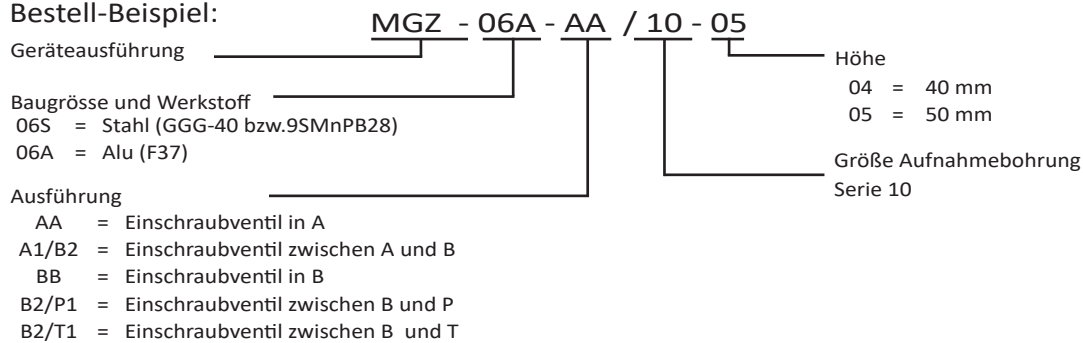 Bestell-Beispiel:
MGZ - 06A - AA / 10 - 05
Geräteausführung
Baugrösse und Werkstoff
06S = Stahl (GGG-40 bzw.9SMnPB28)
06A = Alu (F37)
Ausführung
AA = Einschraubventil in A
A1/B2 = Einschraubventil zwischen A und B
BB = Einschraubventil in B
B2/P1 = Einschraubventil zwischen B und P
B2/T1 = Einschraubventil zwischen B und T
Höhe
04 = 40 mm
05 = 50 mm
Größe Aufnahmebohrung
Serie 10